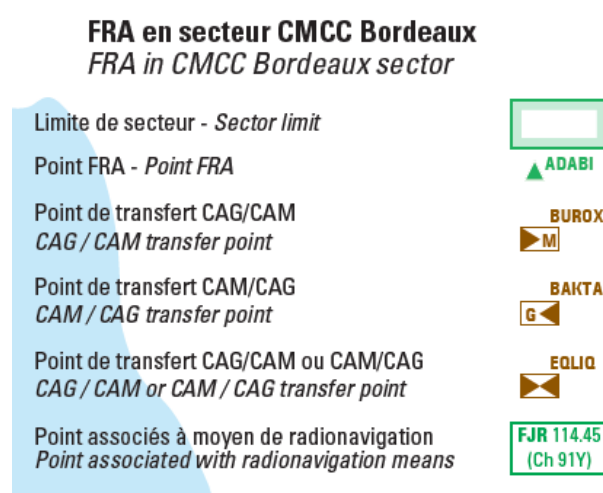 FRA en secteur CMCC Bordeaux
FRA in CMCC Bordeaux sector
Limite de secteur - Sector limit
Point FRA - Point FRA
ADABI
Point de transfert CAG/CAM
CAG / CAM transfer point
BUROX
M
Point de transfert CAM/CAG
CAM / CAG transfer point
BAKTA
G
Point de transfert CAG/CAM ou CAM/CAG
CAG / CAM or CAM / CAG transfer point
EQLIQ
Point associés à moyen de radionavigation
Point associated with radionavigation means
FJR 114.45
(Ch 91Y)